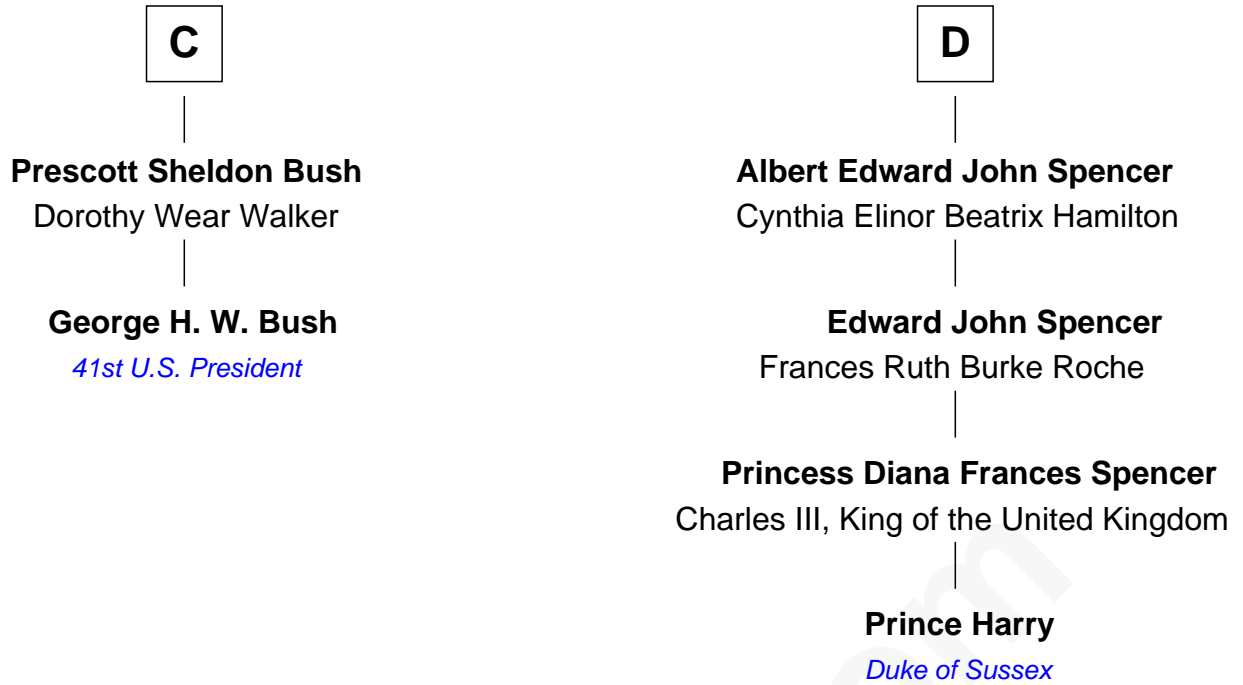 C
Prescott Sheldon Bush
Dorothy Wear Walker
George H. W. Bush
41st U.S. President
D
Albert Edward John Spencer
Cynthia Elinor Beatrix Hamilton
Edward John Spencer
Frances Ruth Burke Roche
Princess Diana Frances Spencer
Charles III, King of the United Kingdom
Prince Harry
Duke of Sussex